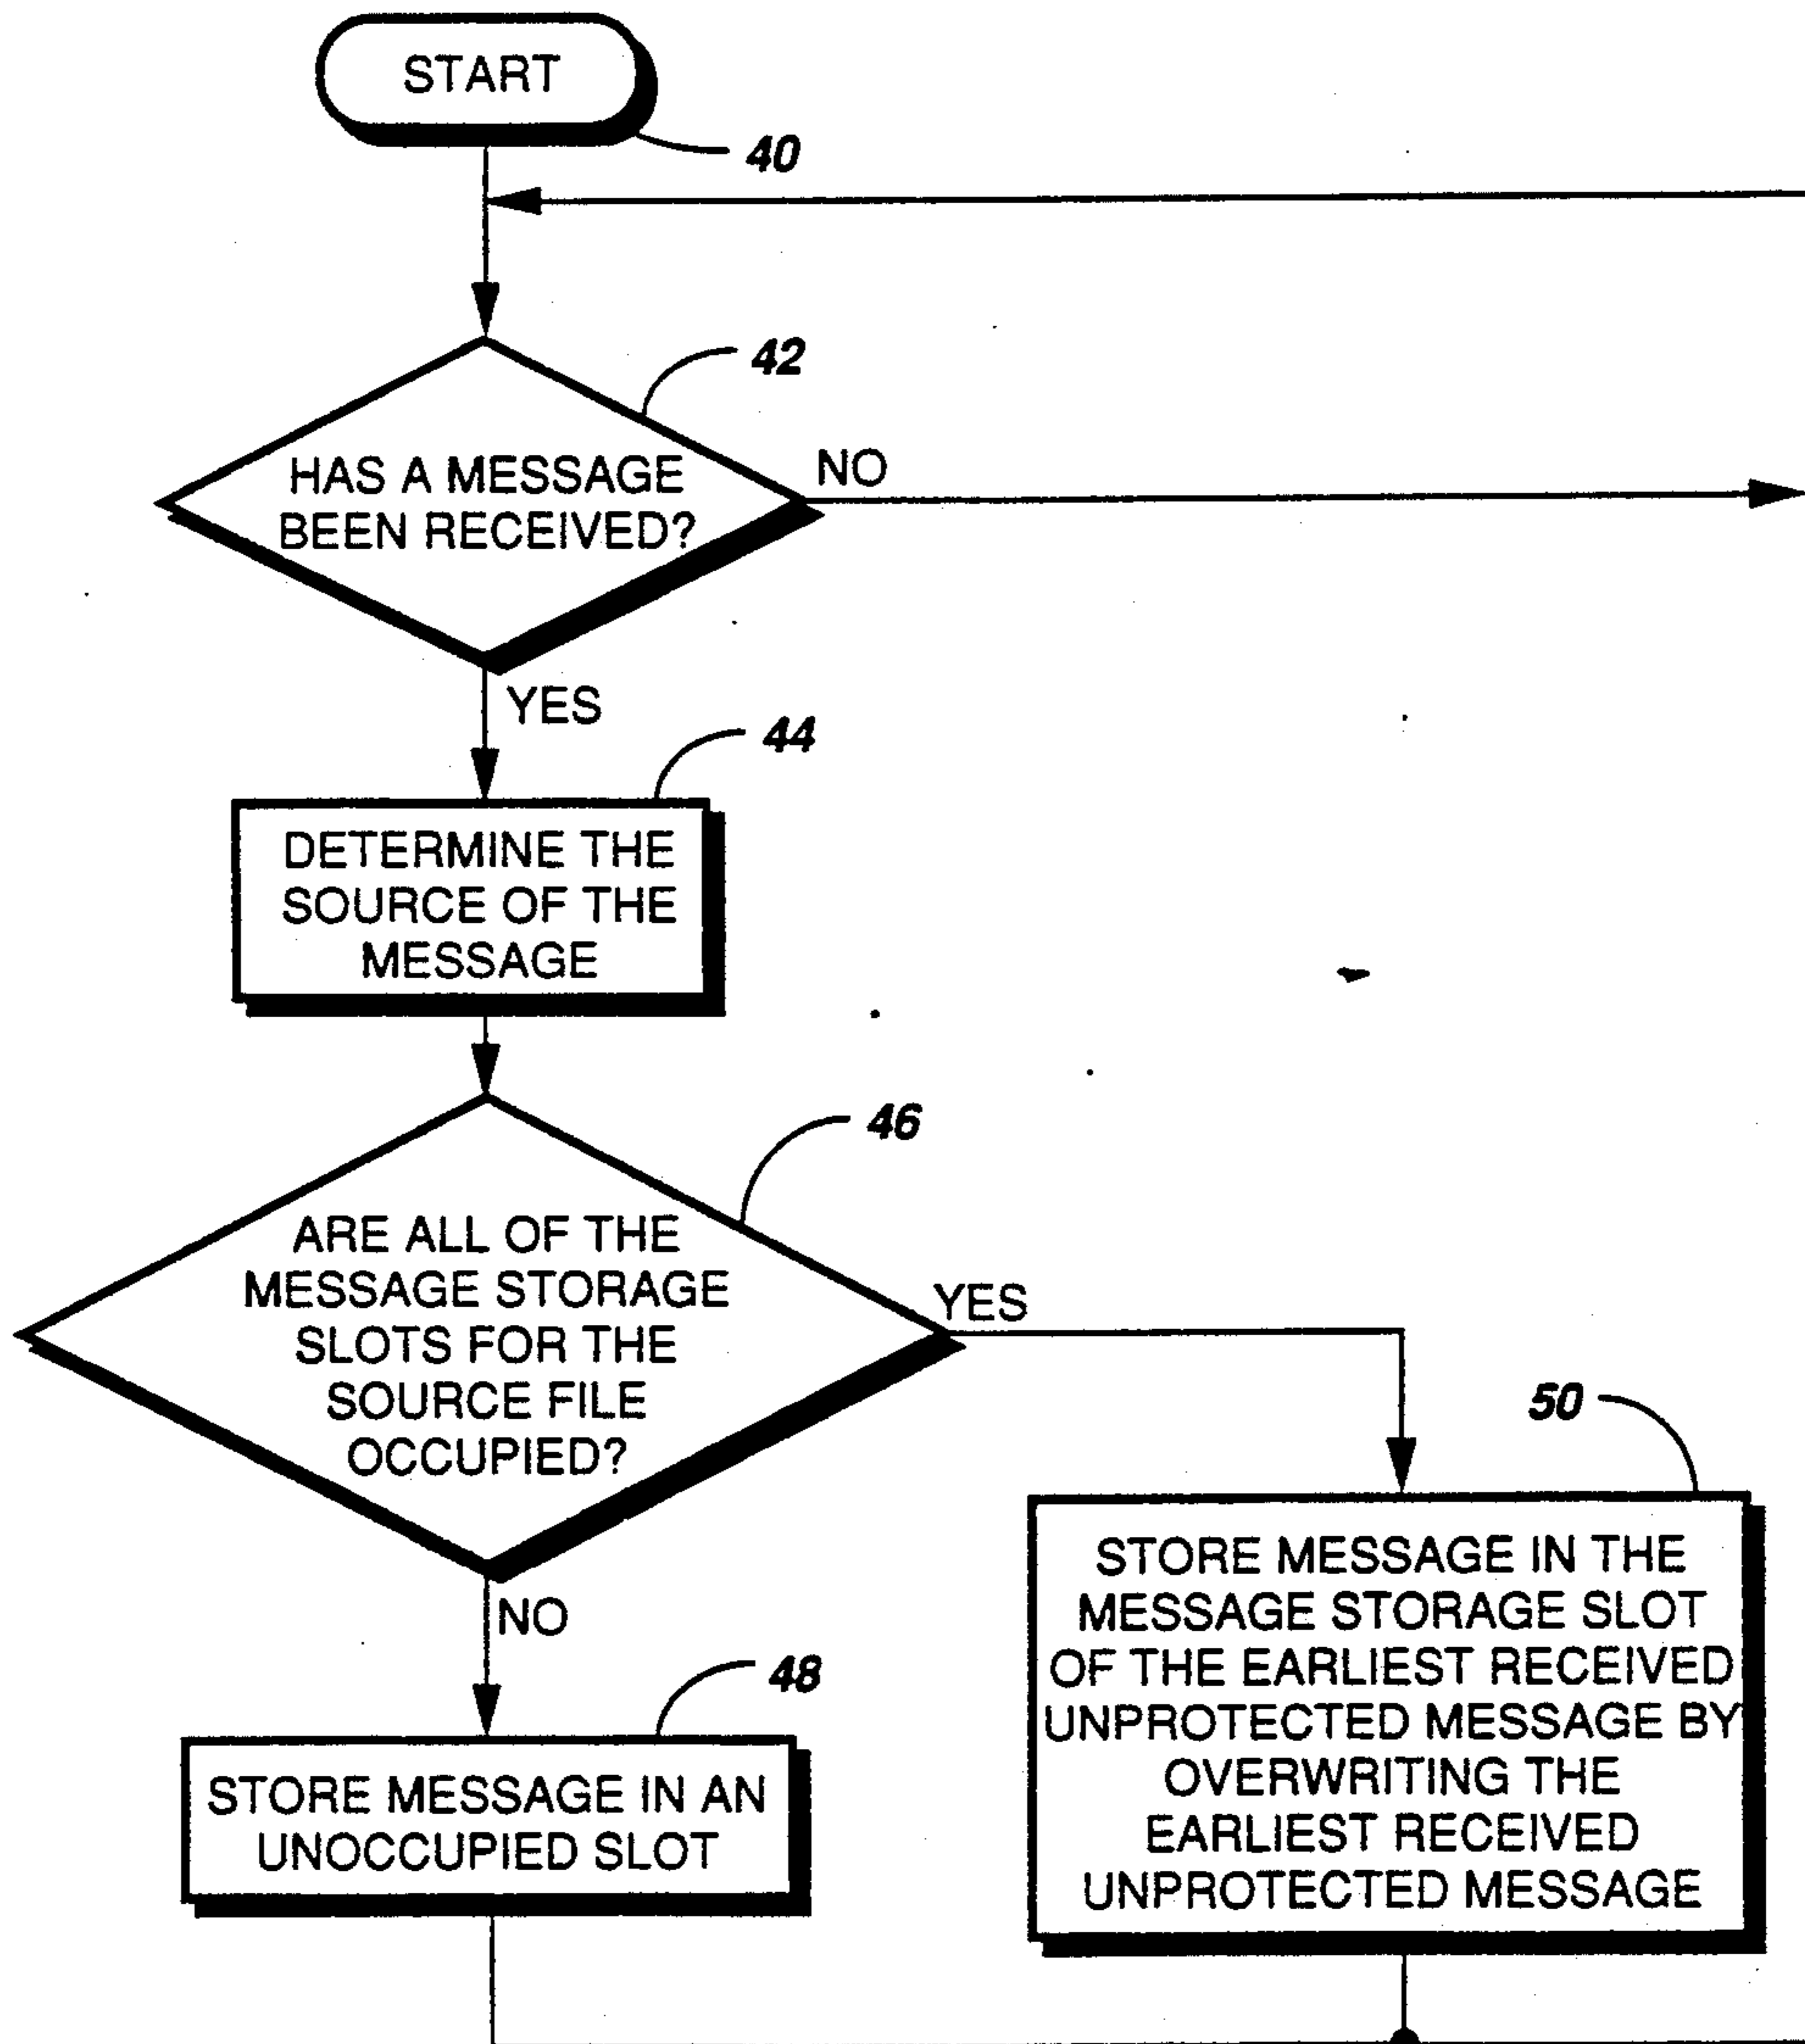 START
40
42
HAS A MESSAGE
BEEN RECEIVED?
NO
YES
44
DETERMINE THE
SOURCE OF THE
MESSAGE
46
ARE ALL OF THE
MESSAGE STORAGE
SLOTS FOR THE
SOURCE FILE
OCCUPIED?
YES
50
STORE MESSAGE IN THE
MESSAGE STORAGE SLOT
OF THE EARLIEST RECEIVED
UNPROTECTED MESSAGE BY
OVERWRITING THE
EARLIEST RECEIVED
UNPROTECTED MESSAGE
NO
48
STORE MESSAGE IN AN
UNOCCUPIED SLOT